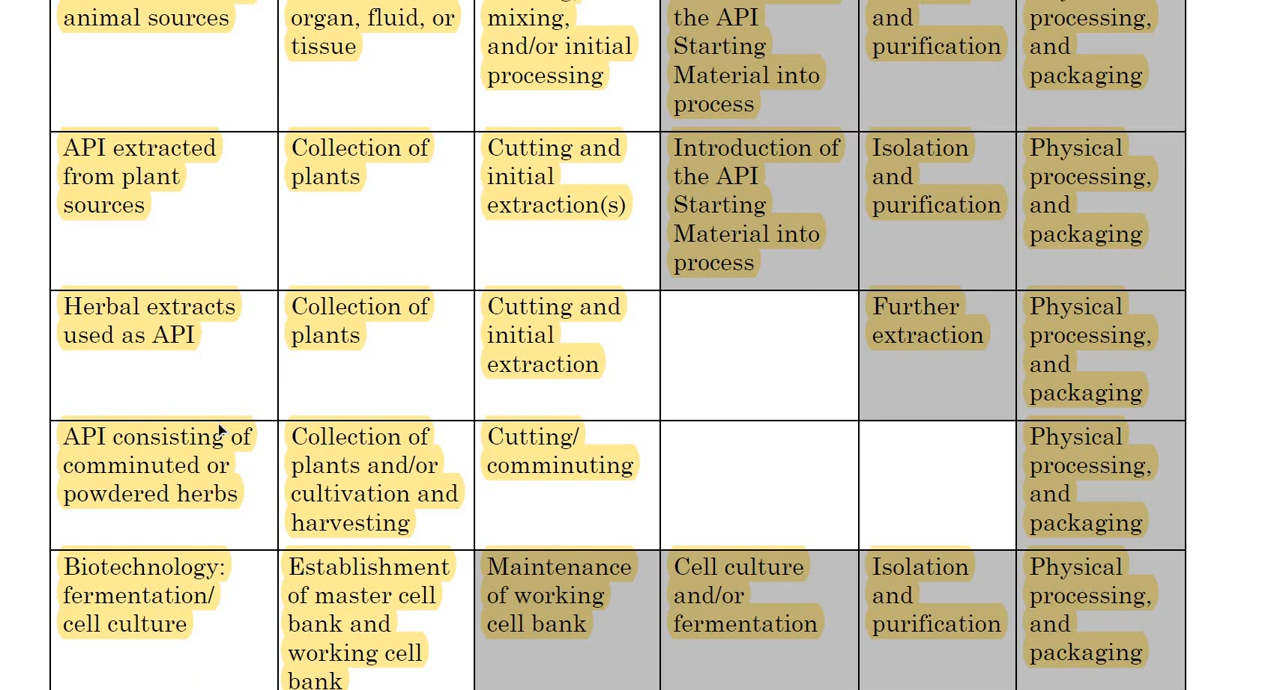 animal sources
organ, fluid, or
tissue
mixing,
and/or initial
processing
the API
Starting
Material into
process
and
purification
processing,
and
packaging
API extracted
from plant
sources
Collection of
plants
Cutting and
initial
extraction(s)
Introduction of
the API
Starting
Material into
process
Isolation
and
purification
Physical
processing,
and
packaging
Herbal extracts
used as API
Collection of
plants
Cutting and
initial
extraction
Further
extraction
Physical
processing,
and
packaging
API consisting of
comminuted or
powdered herbs
Collection of
plants and/or
cultivation and
harvesting
Cutting/
comminuting
Physical
processing,
and
packaging
Biotechnology:
fermentation/
cell culture
Establishment
of master cell
bank and
working cell
bank
Maintenance
of working
cell bank
Cell culture
and/or
fermentation
Isolation
and
purification
Physical
processing,
and
packaging